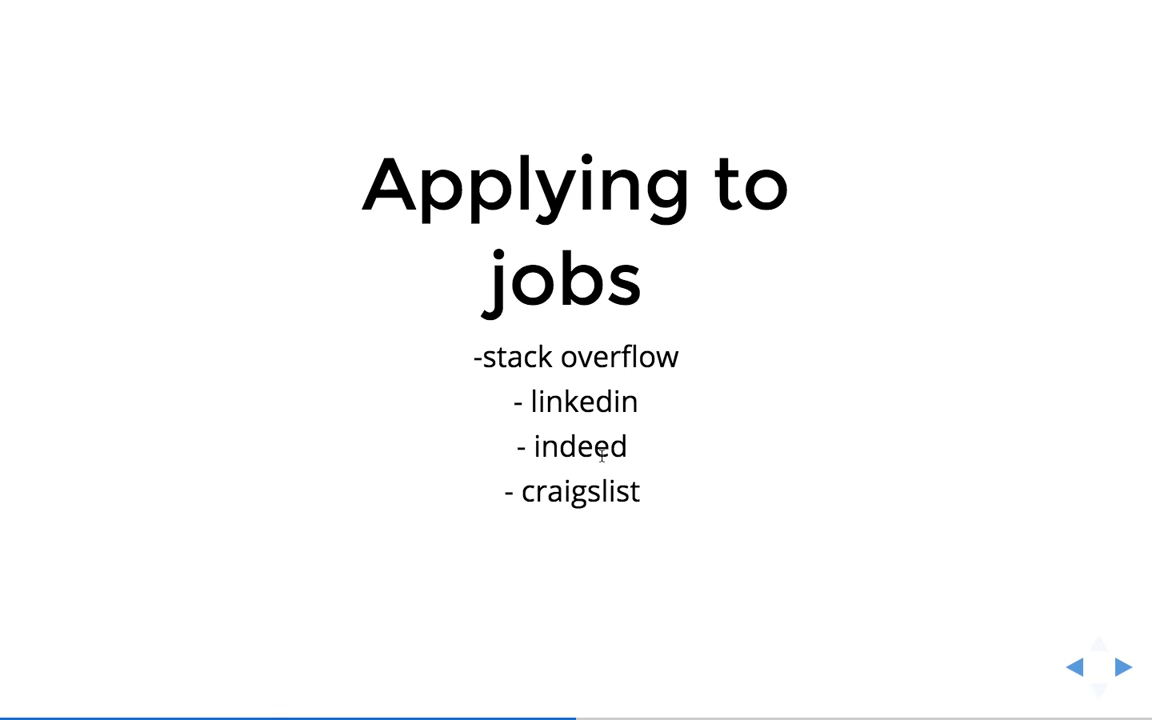 Applying to
jobs
-stack overflow
- linkedin
- indeed
- craigslist